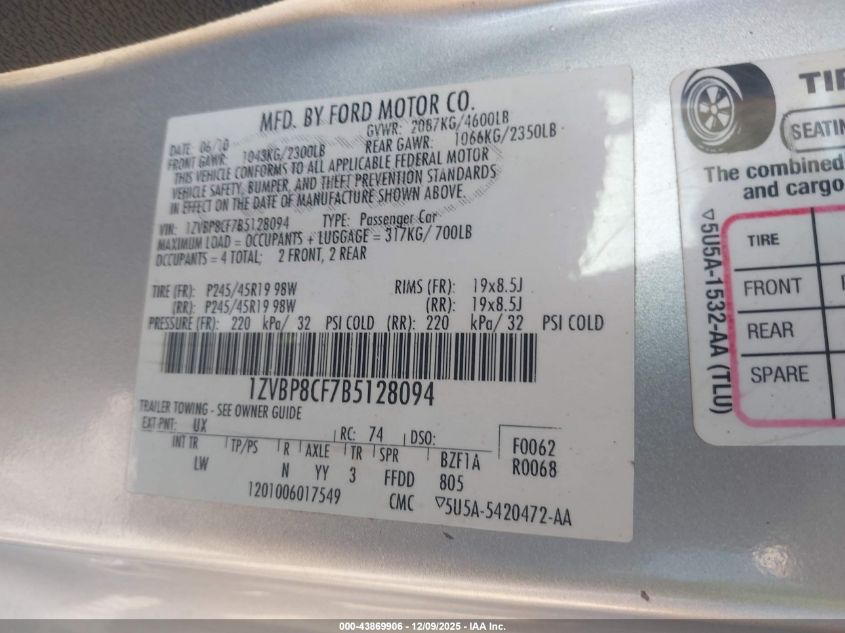 MFD. BY FORD MOTOR CO.
DATE: 06/10 GVWR: 2087KG/4600LB
FRONT GAWR: 1043KG/2300LB REAR GAWR: 1066KG/2350LB
THIS VEHICLE CONFORMS TO ALL APPLICABLE FEDERAL MOTOR
VEHICLE SAFETY, BUMPER, AND THEFT PREVENTION STANDARDS
IN EFFECT ON THE DATE OF MANUFACTURE SHOWN ABOVE.
VIN: 1ZVBP8CF7B5128094 TYPE: Passenger Car
MAXIMUM LOAD = OCCUPANTS + LUGGAGE = 317KG/ 700LB
OCCUPANTS = 4 TOTAL; 2 FRONT, 2 REAR
TIRE (FR): P245/45R19 98W RIMS (FR): 19x8.5J
(RR): P245/45R19 98W (RR): 19x8.5J
PRESSURE (FR): 220 kPa/ 32 PSI COLD (RR): 220 kPa/ 32 PSI COLD
1ZVBP8CF7B5128094
TRAILER TOWING - SEE OWNER GUIDE
EXT PNT: UX RC: 74 DSO: F0062
INT TR TP/PS R AXLE TR SPR BZF1A R0068
LW N YY 3 FFDD 805
1201006017549 CMC ▽5U5A-5420472-AA
TI
SEATIN
The combined
and cargo
TIRE
FRONT
REAR
SPARE
▽5U5A-1532-AA (TLU)
000-43869906 - 12/09/2025 - IAA Inc.